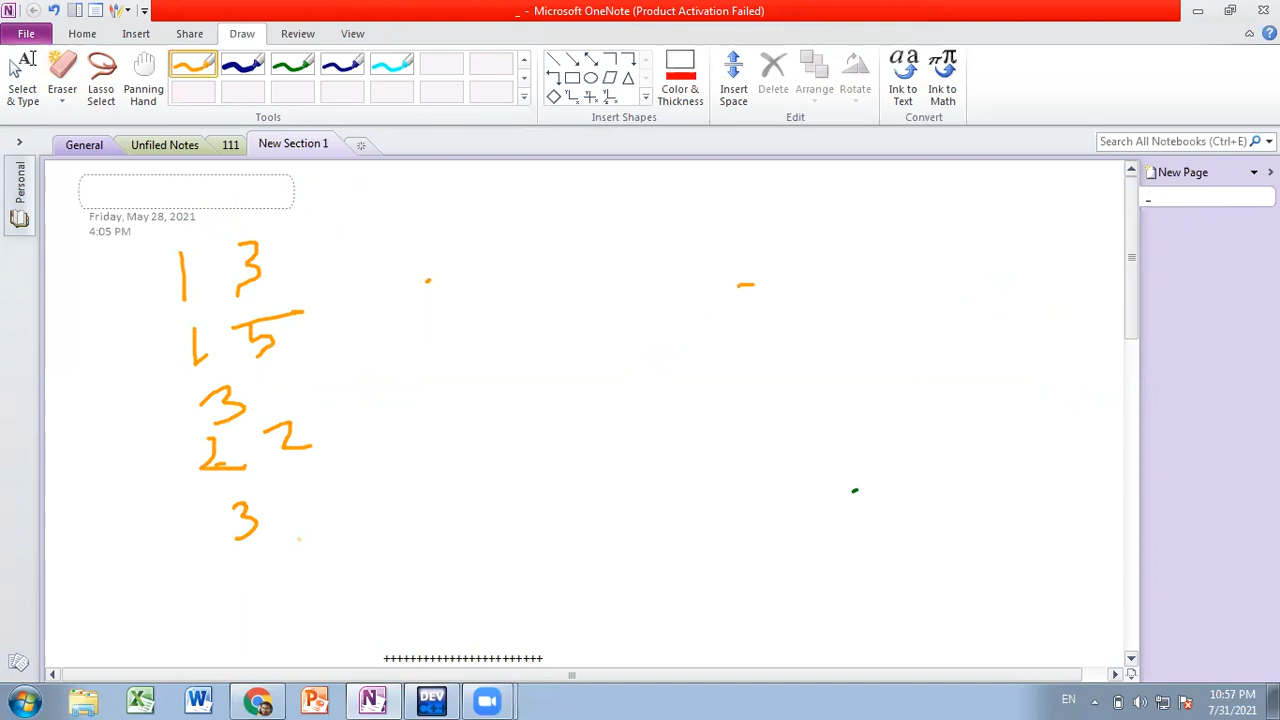 _ - Microsoft OneNote (Product Activation Failed)
File Home Insert Share Draw Review View
Select & Type Eraser Lasso Select Panning Hand Color & Thickness Insert Space Delete Arrange Rotate Ink to Text Ink to Math
Tools Insert Shapes Edit Convert
General Unfiled Notes 111 New Section 1 Search All Notebooks (Ctrl+E)
Personal
New Page
_
Friday, May 28, 2021
4:05 PM
1 3
1 5
3
2 2
3
++++++++++++++++++++++++
EN 10:57 PM
DEV
7/31/2021